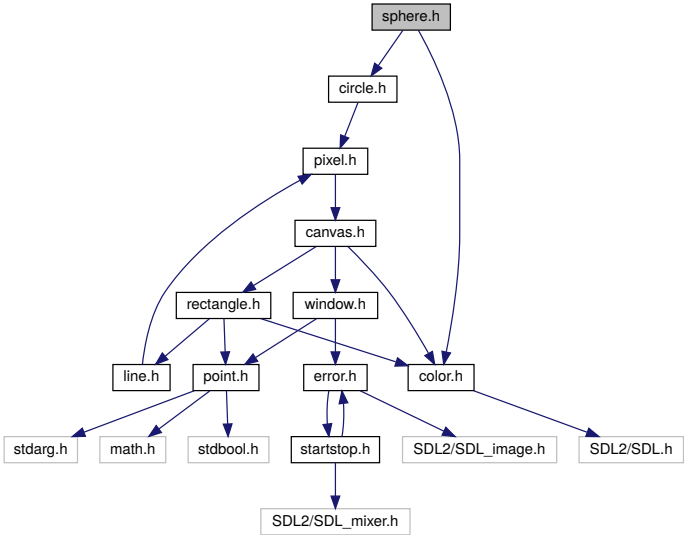 sphere.h
circle.h
pixel.h
canvas.h
rectangle.h
window.h
line.h
point.h
error.h
color.h
stdarg.h
math.h
stdbool.h
startstop.h
SDL2/SDL_image.h
SDL2/SDL.h
SDL2/SDL_mixer.h